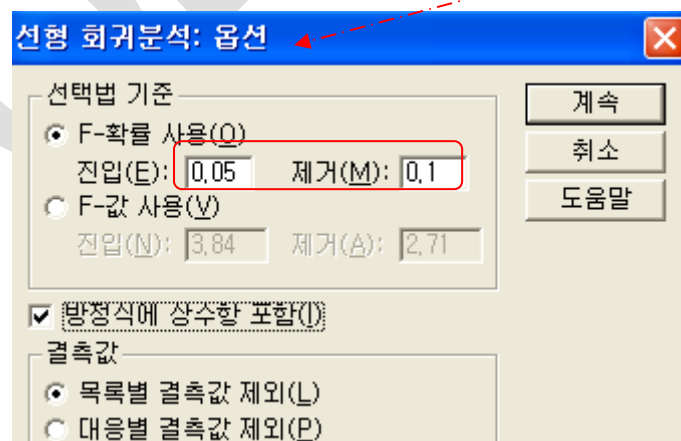 선형 회귀분석: 옵션
선택법 기준
F-확률 사용(O)
진입(E): 0,05 제거(M): 0,1
F-값 사용(V)
진입(N): 3,84 제거(A): 2,71
방정식에 상수항 포함(I)
결측값
목록별 결측값 제외(L)
대응별 결측값 제외(P)
계속
취소
도움말